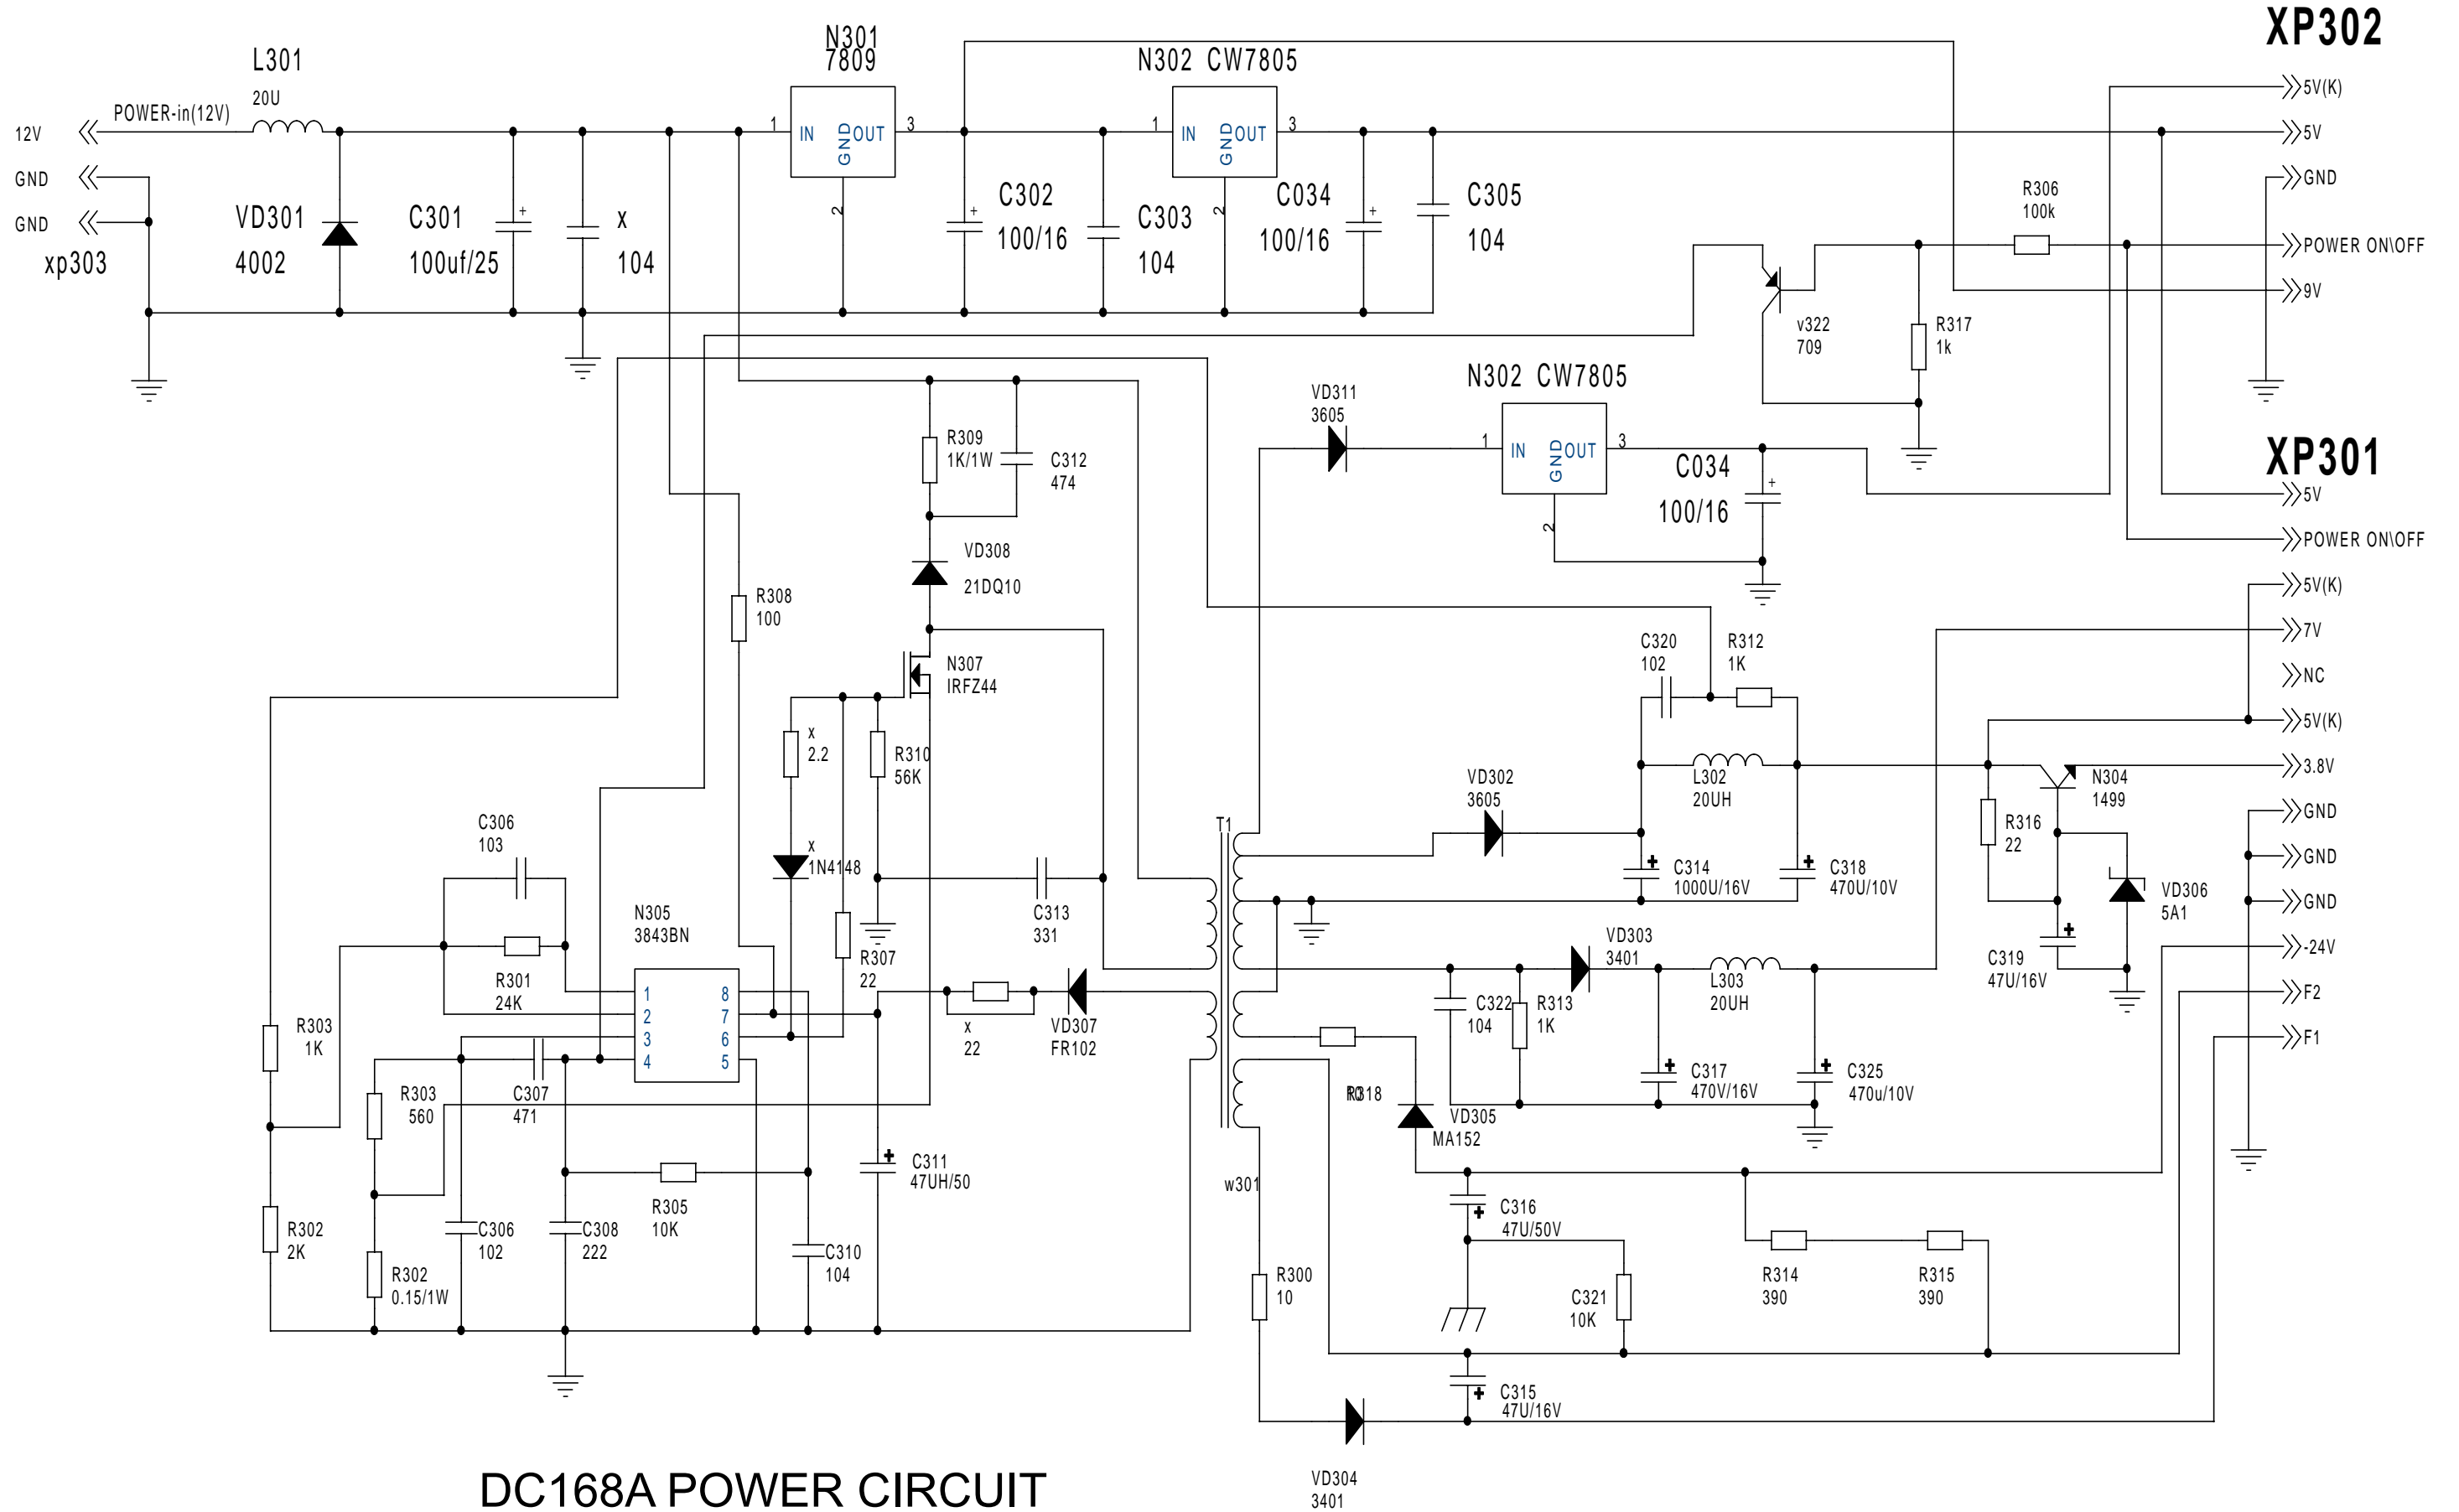 XP302
N301
7809
L301
20U
N302 CW7805
12V
POWER-in(12V)
1
IN
GND
OUT
3
2
1
IN
GND
OUT
3
2
5V(K)
5V
GND
GND
GND
xp303
VD301
4002
C301
100uf/25
+
x
104
C302
100/16
+
C303
104
C034
100/16
+
C305
104
R306
100k
POWER ON\OFF
9V
v322
709
R317
1k
N302 CW7805
VD311
3605
1
IN
GND
OUT
3
2
C034
100/16
+
XP301
5V
POWER ON\OFF
5V(K)
7V
NC
5V(K)
3.8V
GND
GND
GND
-24V
F2
F1
R309
1K/1W
C312
474
VD308
21DQ10
R308
100
N307
IRFZ44
C320
102
R312
1K
x
2.2
R310
56K
L302
20UH
VD302
3605
N304
1499
R316
22
C306
103
x
1N4148
T1
C314
1000U/16V
+
C318
470U/10V
+
VD306
5A1
N305
3843BN
C313
331
VD303
3401
C319
47U/16V
+
R307
22
R301
24K
L303
20UH
1
2
3
4
8
7
6
5
R303
1K
x
22
VD307
FR102
C322
104
R313
1K
R303
560
C307
471
R318
VD305
MA152
C317
470V/16V
+
C325
470u/10V
+
C311
47UH/50
+
w301
R305
10K
C316
47U/50V
+
R302
2K
C306
102
C308
222
C310
104
R302
0.15/1W
R300
10
C321
10K
R314
390
R315
390
C315
47U/16V
+
VD304
3401
DC168A POWER CIRCUIT